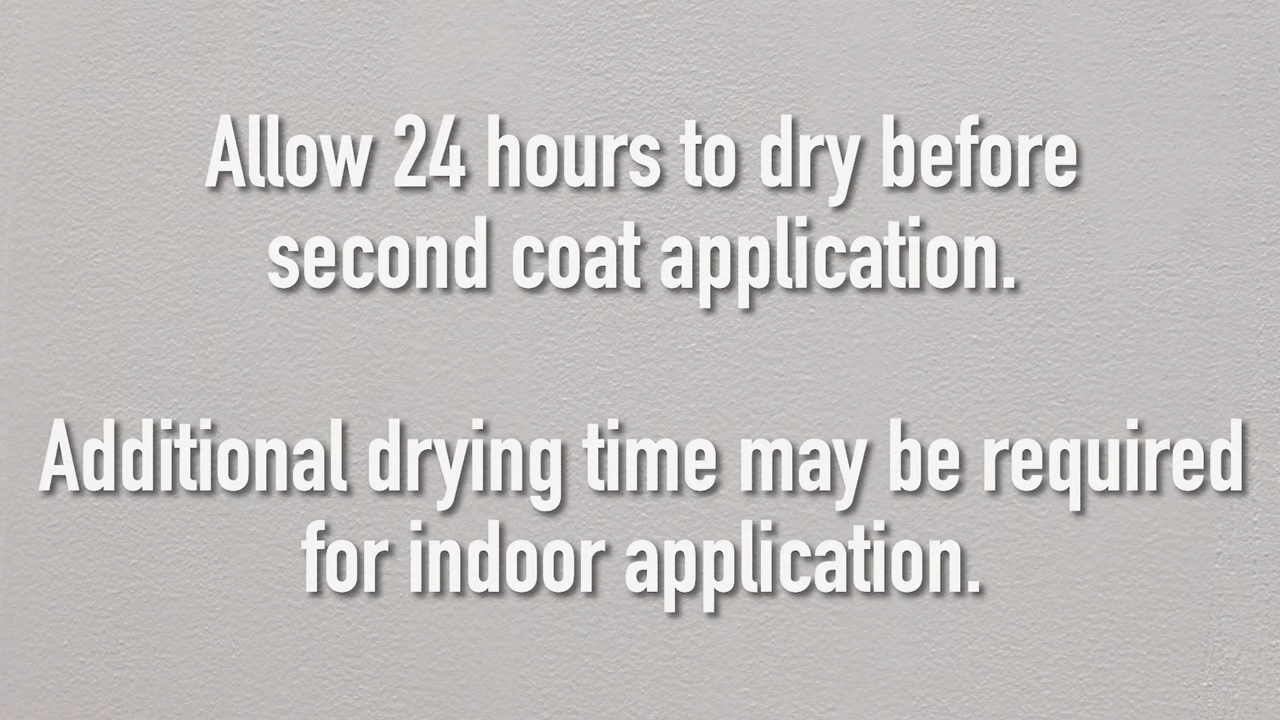 Allow 24 hours to dry before
second coat application.
Additional drying time may be required
for indoor application.